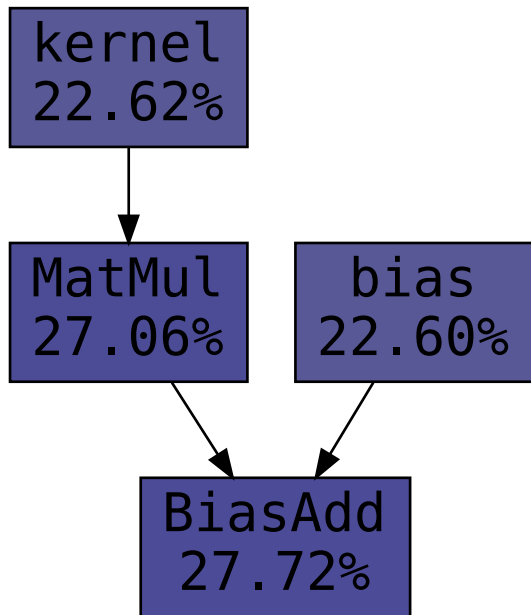 kernel
22.62%
MatMul
27.06%
bias
22.60%
BiasAdd
27.72%